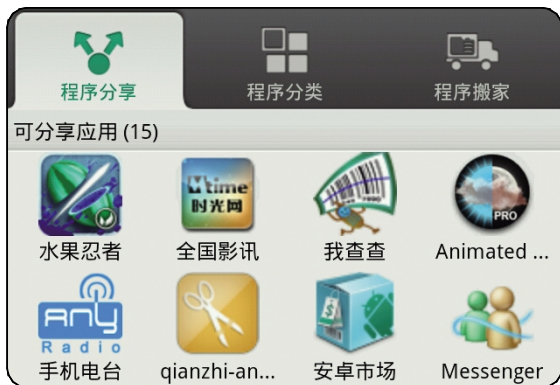 程序分享 程序分类 程序搬家
可分享应用 (15)
time
时光网
PRO
水果忍者 全国影讯 我查查 Animated ...
Any
Radio
$
手机电台 qianzhi-an... 安卓市场 Messenger